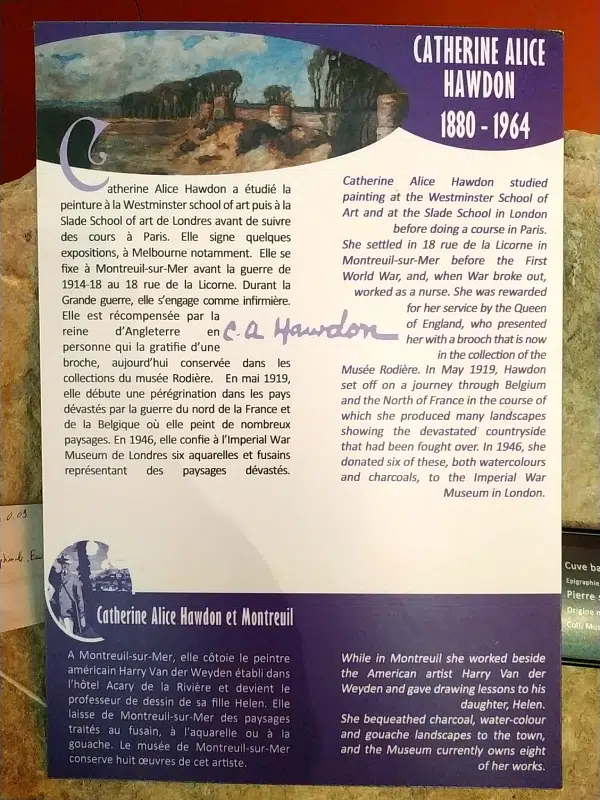 CATHERINE ALICE
HAWDON
1880 - 1964
Catherine Alice Hawdon a étudié la
peinture à la Westminster school of art puis à la
Slade School of art de Londres avant de suivre
des cours à Paris. Elle signe quelques
expositions, à Melbourne notamment. Elle se
fixe à Montreuil-sur-Mer avant la guerre de
1914-18 au 18 rue de la Licorne. Durant la
Grande guerre, elle s'engage comme infirmière.
Elle est récompensée par la
reine d'Angleterre en
personne qui la gratifie d'une
broche, aujourd'hui conservée dans les
collections du musée Rodière. En mai 1919,
elle débute une pérégrination dans les pays
dévastés par la guerre du nord de la France et
de la Belgique où elle peint de nombreux
paysages. En 1946, elle confie à l'Imperial War
Museum de Londres six aquarelles et fusains
représentant des paysages dévastés.
C. A Hawdon
Catherine Alice Hawdon studied
painting at the Westminster School of
Art and at the Slade School in London
before doing a course in Paris.
She settled in 18 rue de la Licorne in
Montreuil-sur-Mer before the First
World War, and, when War broke out,
worked as a nurse. She was rewarded
for her service by the Queen
of England, who presented
her with a brooch that is now
in the collection of the
Musée Rodière. In May 1919, Hawdon
set off on a journey through Belgium
and the North of France in the course of
which she produced many landscapes
showing the devastated countryside
that had been fought over. In 1946, she
donated six of these, both watercolours
and charcoals, to the Imperial War
Museum in London.
Catherine Alice Hawdon et Montreuil
A Montreuil-sur-Mer, elle côtoie le peintre
américain Harry Van der Weyden établi dans
l'hôtel Acary de la Rivière et devient le
professeur de dessin de sa fille Helen. Elle
laisse de Montreuil-sur-Mer des paysages
traités au fusain, à l'aquarelle ou à la
gouache. Le musée de Montreuil-sur-Mer
conserve huit œuvres de cet artiste.
While in Montreuil she worked beside
the American artist Harry Van der
Weyden and gave drawing lessons to his
daughter, Helen.
She bequeathed charcoal, water-colour
and gouache landscapes to the town,
and the Museum currently owns eight
of her works.
Cuve ba
Epigraphie
Pierre s
Origine
Coll. Mus